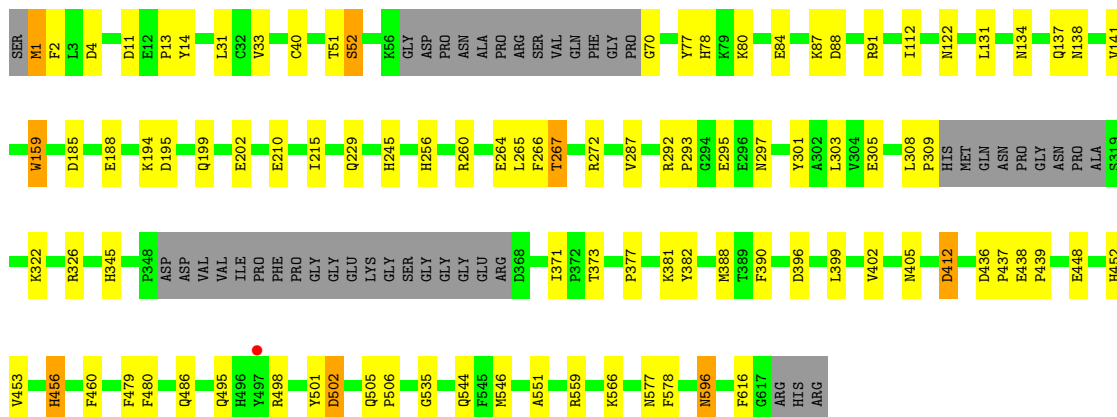 SER M1 F2 L3 D4 D11 E12 P13 Y14 L31 C32 V33 C40 T51 S52 K56 GLY ASP PRO ASN ALA PRO ARG SER VAL GLN PHE GLY PRO G70 Y77 H78 K79 K80 E84 K87 D88 R91 I112 N122 L131 N134 Q137 N138 V141
W159 D185 E188 K194 D195 Q199 E202 E210 I215 Q229 H245 H256 R260 E264 L265 F266 T267 R272 V287 R292 P293 G294 E295 E296 N297 Y301 A302 L303 V304 E305 L308 P309 HIS MET GLN ASN PRO GLY ASN PRO ALA S319
K322 R326 H345 P348 ASP ASP VAL VAL ILE PRO PHE PRO GLY GLY GLU LYS GLY SER GLY GLY GLY GLU ARG D368 I371 P372 T373 P377 K381 Y382 M388 T389 F390 D396 L399 V402 N405 D412 D436 P437 E438 P439 E448 H452
V453 H456 F460 F479 F480 Q486 Q495 H496 Y497 R498 Y501 D502 Q505 P506 G535 Q544 F545 M546 A551 R559 K566 N577 F578 N596 F616 G617 ARG HIS ARG